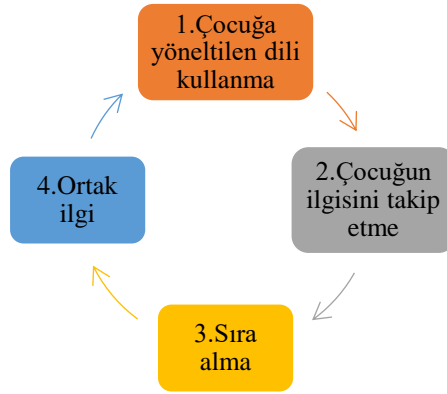 1.Çocuğa
yöneltilen dili
kullanma
2.Çocuğun
ilgisini takip
etme
3.Sıra
alma
4.Ortak
ilgi